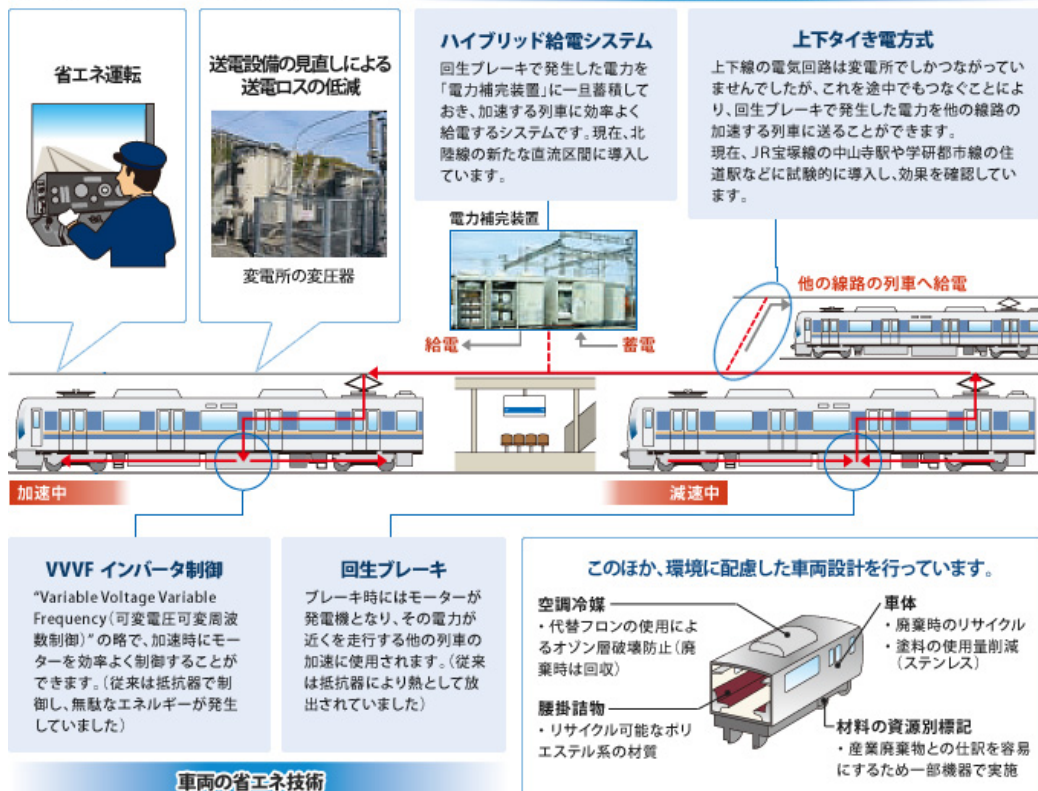 省エネ運転
送電設備の見直しによる
送電ロスの低減
変電所の変圧器
ハイブリッド給電システム
回生ブレーキで発生した電力を
「電力補完装置」に一旦蓄積して
おき、加速する列車に効率よく
給電するシステムです。現在、北
陸線の新たな直流区間に導入し
ています。
上下タイき電方式
上下線の電気回路は変電所でしかつながってい
ませんでしたが、これを途中でもつなぐことによ
り、回生ブレーキで発生した電力を他の線路の
加速する列車に送ることができます。
現在、JR宝塚線の中山寺駅や学研都市線の住
道駅などに試験的に導入し、効果を確認してい
ます。
電力補完装置
給電
蓄電
他の線路の列車へ給電
加速中
減速中
VVVF インバータ制御
“Variable Voltage Variable
Frequency(可変電圧可変周波
数制御)”の略で、加速時にモー
ターを効率よく制御することが
できます。(従来は抵抗器で制
御し、無駄なエネルギーが発生
していました)
回生ブレーキ
ブレーキ時にはモーターが
発電機となり、その電力が
近くを走行する他の列車の
加速に使用されます。(従来
は抵抗器により熱として放
出されていました)
このほか、環境に配慮した車両設計を行っています。
空調冷媒
・代替フロンの使用によ
るオゾン層破壊防止(廃
棄時は回収)
腰掛詰物
・リサイクル可能なポリ
エステル系の材質
車体
・廃棄時のリサイクル
・塗料の使用量削減
(ステンレス)
材料の資源別標記
・産業廃棄物との仕訳を容易
にするため一部機器で実施
車両の省エネ技術